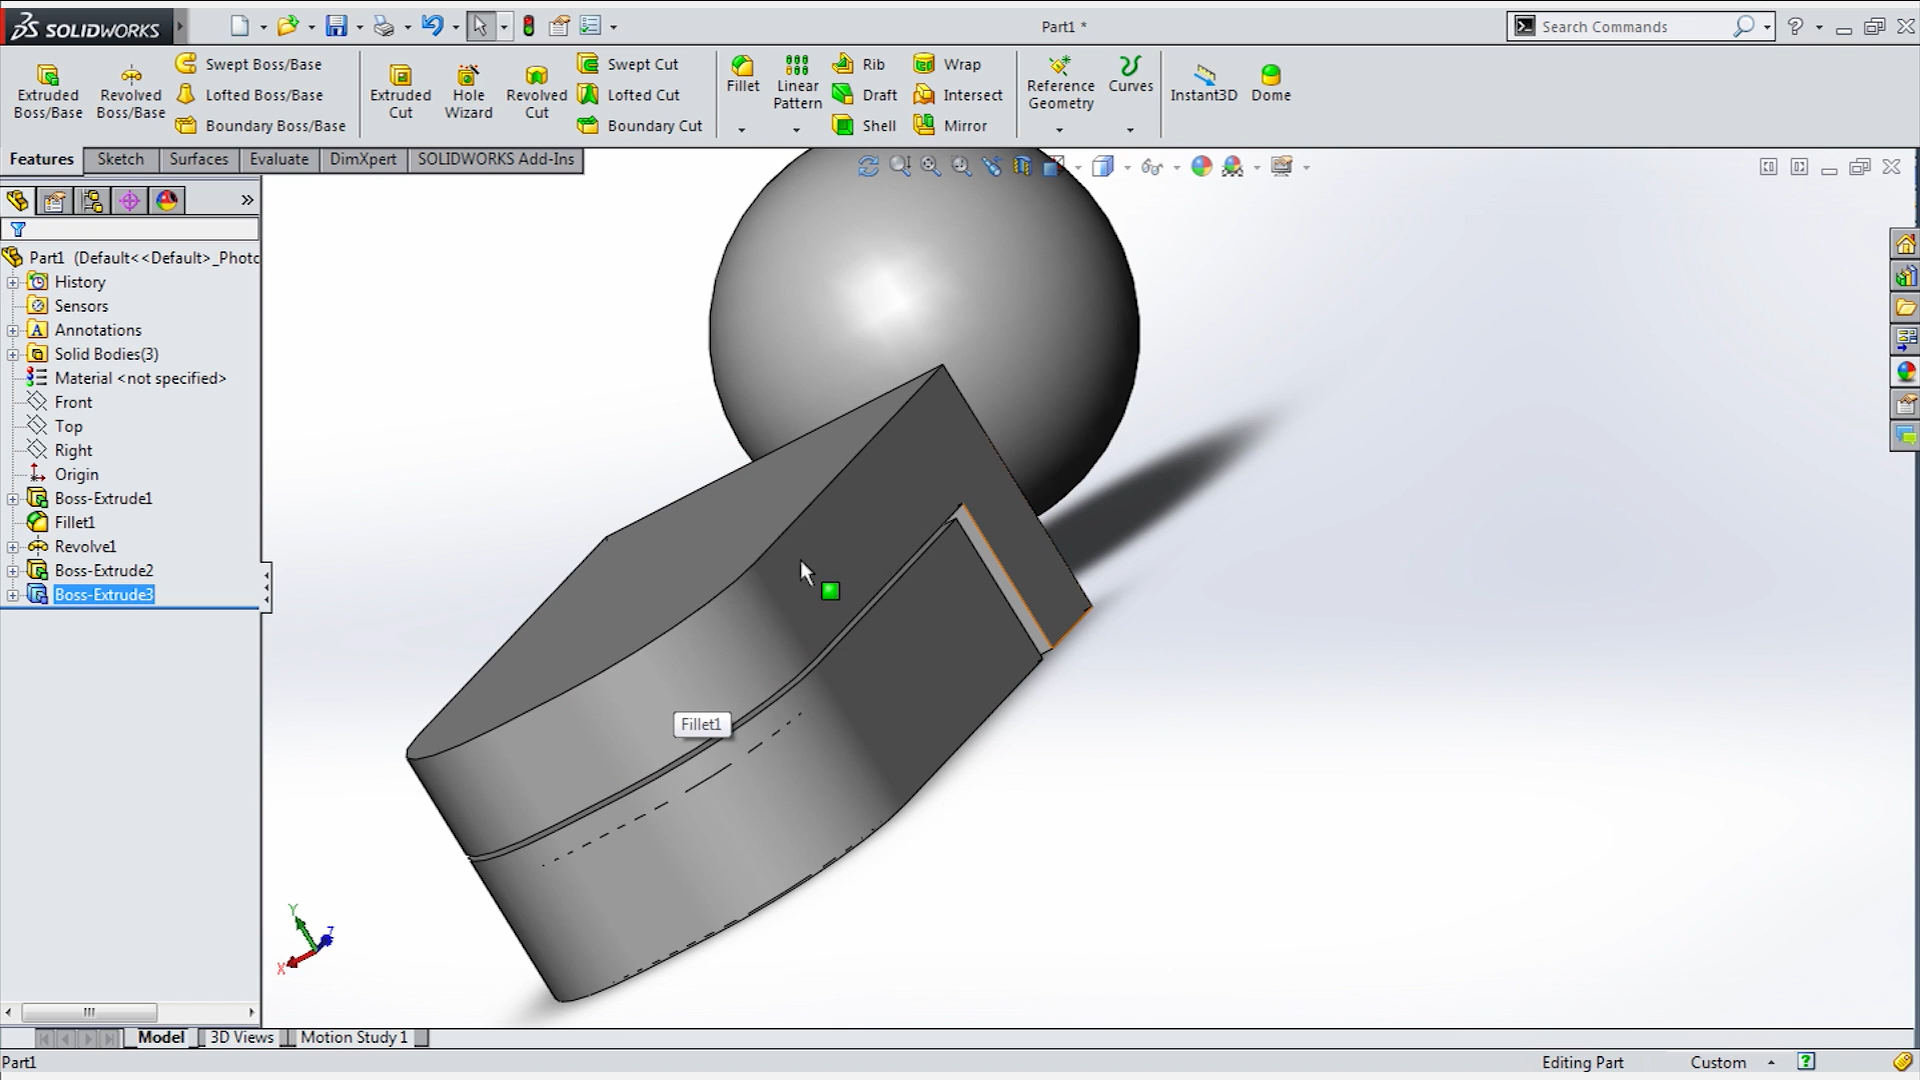 SOLIDWORKS
Part1 *
Search Commands
Extruded Boss/Base
Revolved Boss/Base
Swept Boss/Base
Lofted Boss/Base
Boundary Boss/Base
Extruded Cut
Hole Wizard
Revolved Cut
Swept Cut
Lofted Cut
Boundary Cut
Fillet
Linear Pattern
Rib
Draft
Shell
Wrap
Intersect
Mirror
Reference Geometry
Curves
Instant3D
Dome
Features
Sketch
Surfaces
Evaluate
DimXpert
SOLIDWORKS Add-Ins
Part1 (Default<<Default>_Photo
History
Sensors
Annotations
Solid Bodies(3)
Material <not specified>
Front
Top
Right
Origin
Boss-Extrude1
Fillet1
Revolve1
Boss-Extrude2
Boss-Extrude3
Fillet1
Y
Z
X
Model
3D Views
Motion Study 1
Part1
Editing Part
Custom